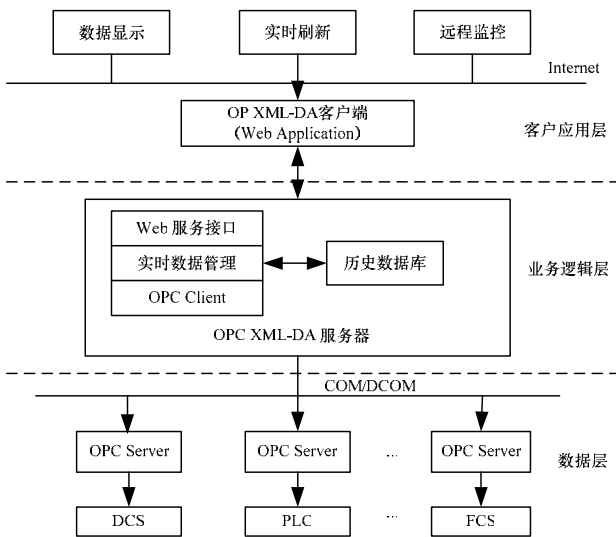 数据显示
实时刷新
远程监控
Internet
OP XML-DA客户端
（Web Application）
客户应用层
Web 服务接口
实时数据管理
OPC Client
历史数据库
业务逻辑层
OPC XML-DA 服务器
COM/DCOM
OPC Server
OPC Server
...
OPC Server
数据层
DCS
PLC
...
FCS